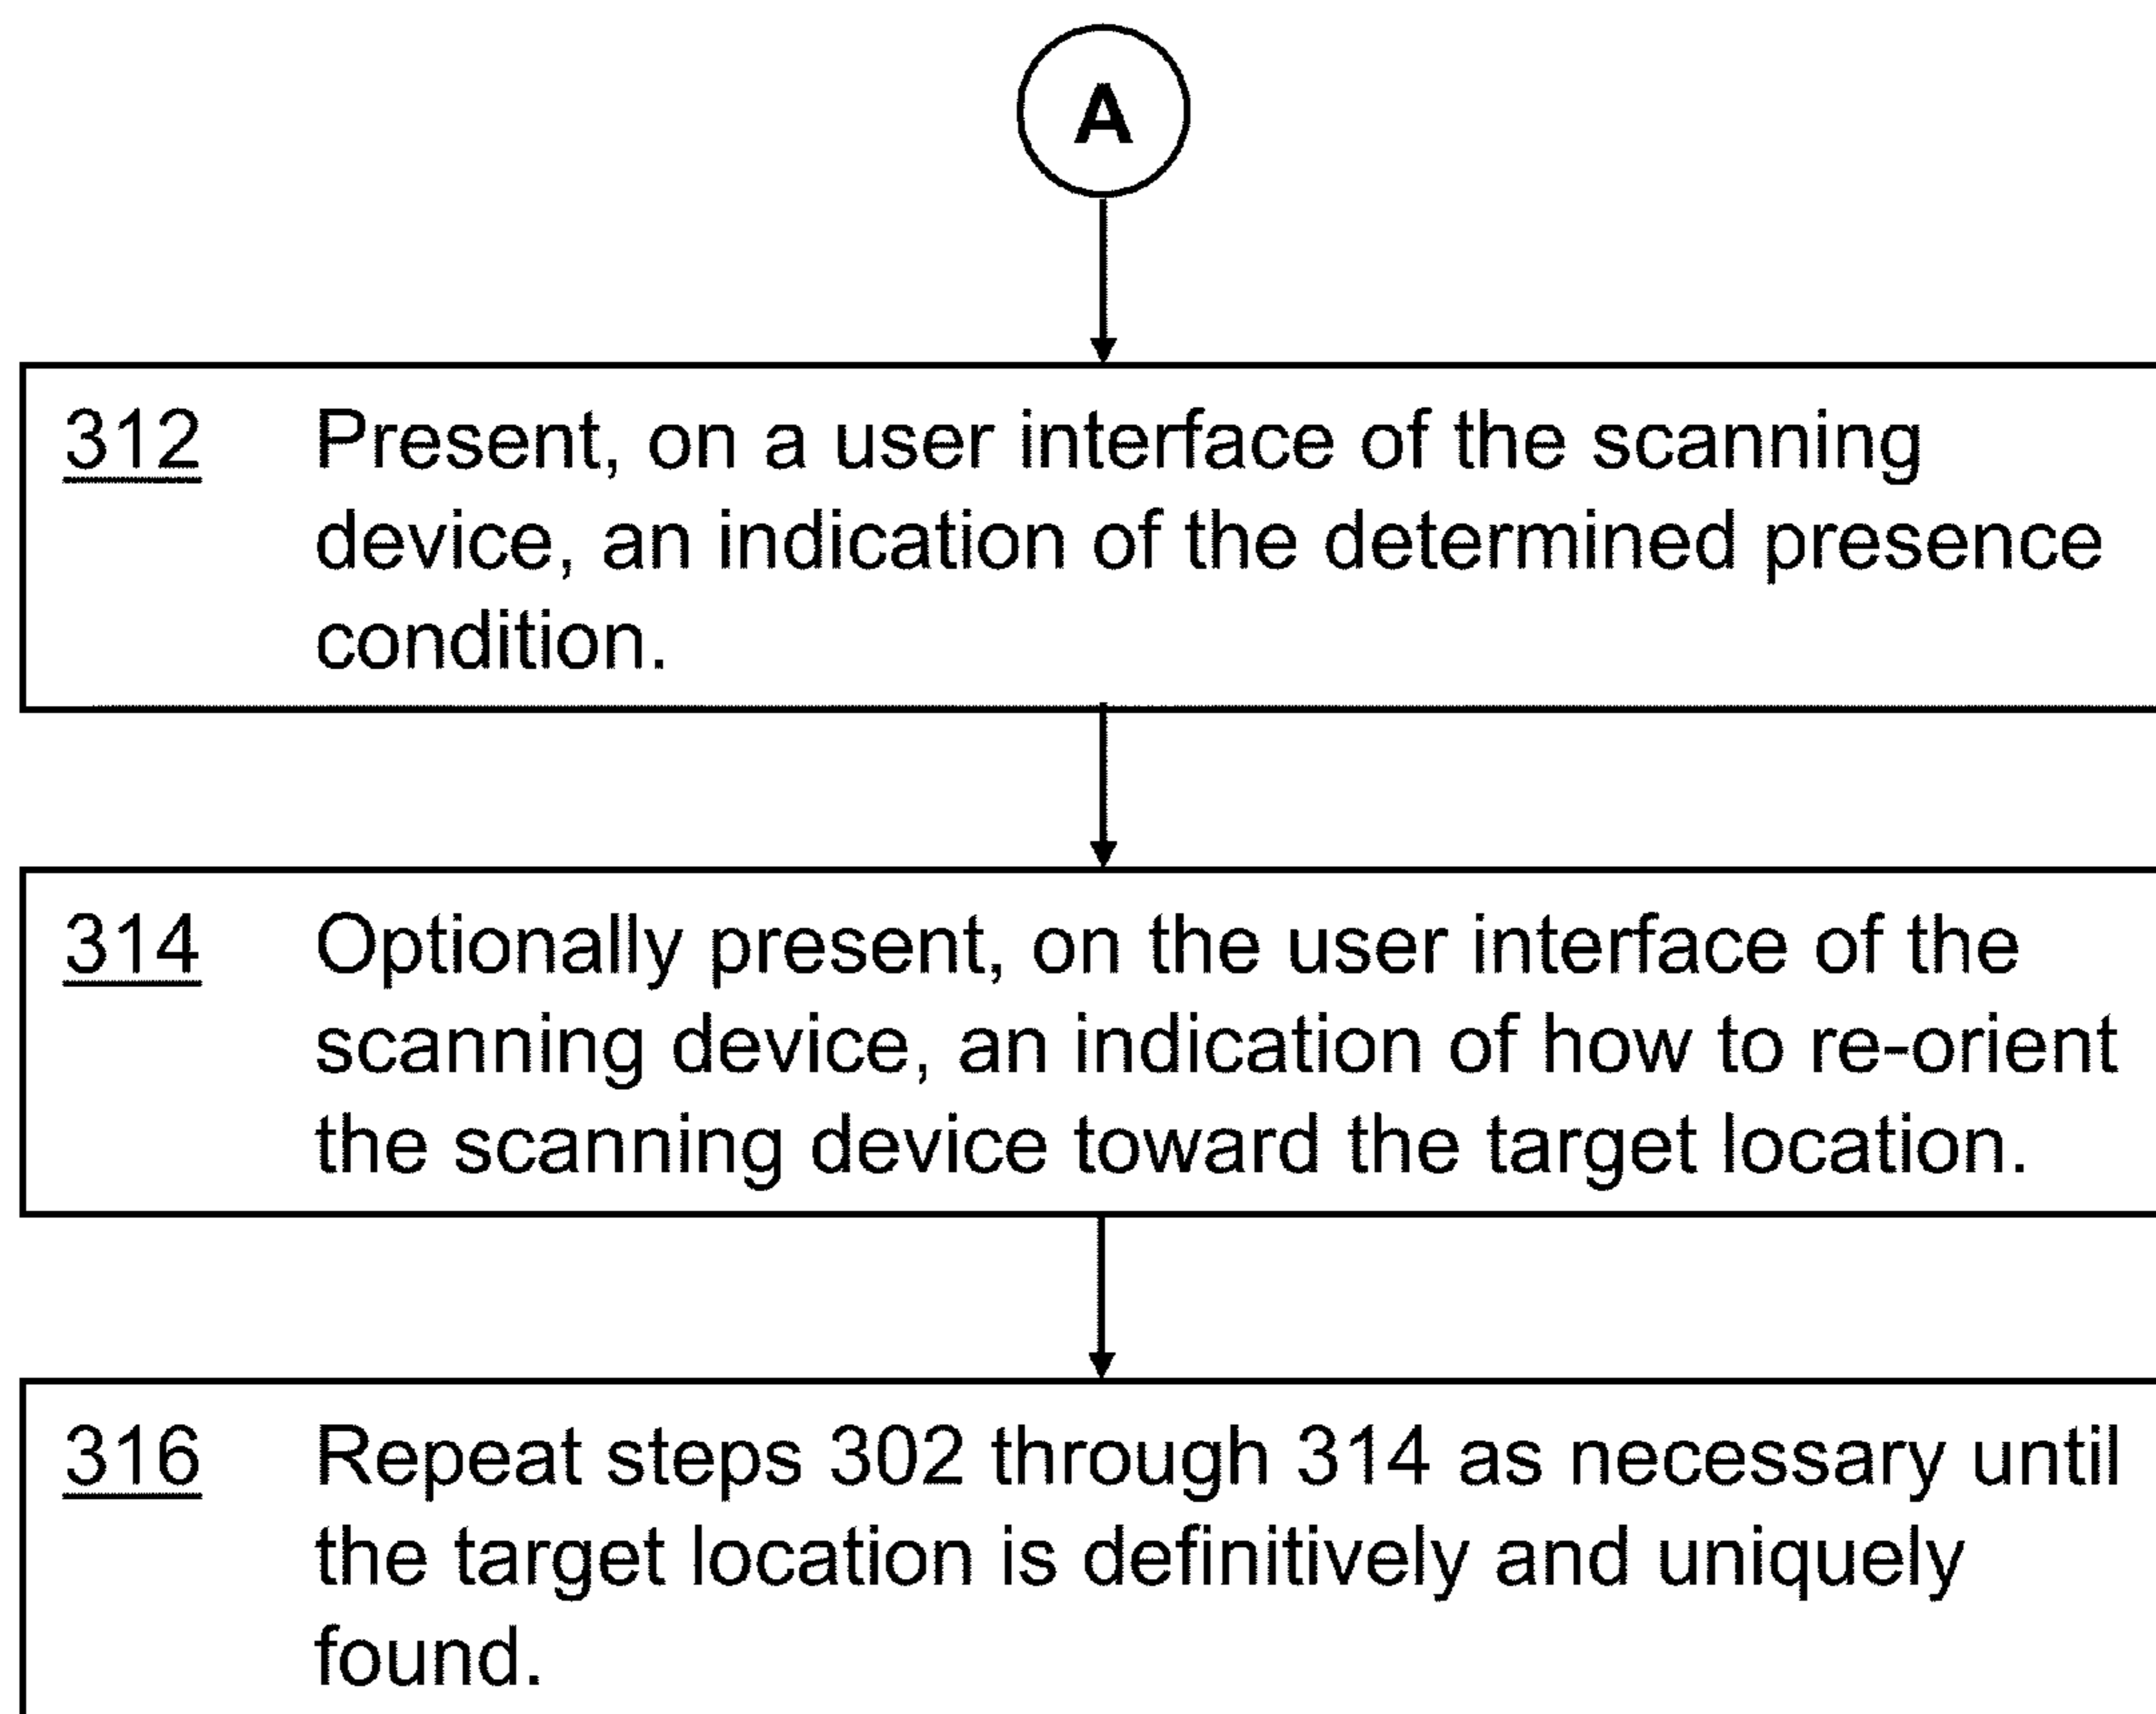 A
312 Present, on a user interface of the scanning
device, an indication of the determined presence
condition.
314 Optionally present, on the user interface of the
scanning device, an indication of how to re-orient
the scanning device toward the target location.
316 Repeat steps 302 through 314 as necessary until
the target location is definitively and uniquely
found.